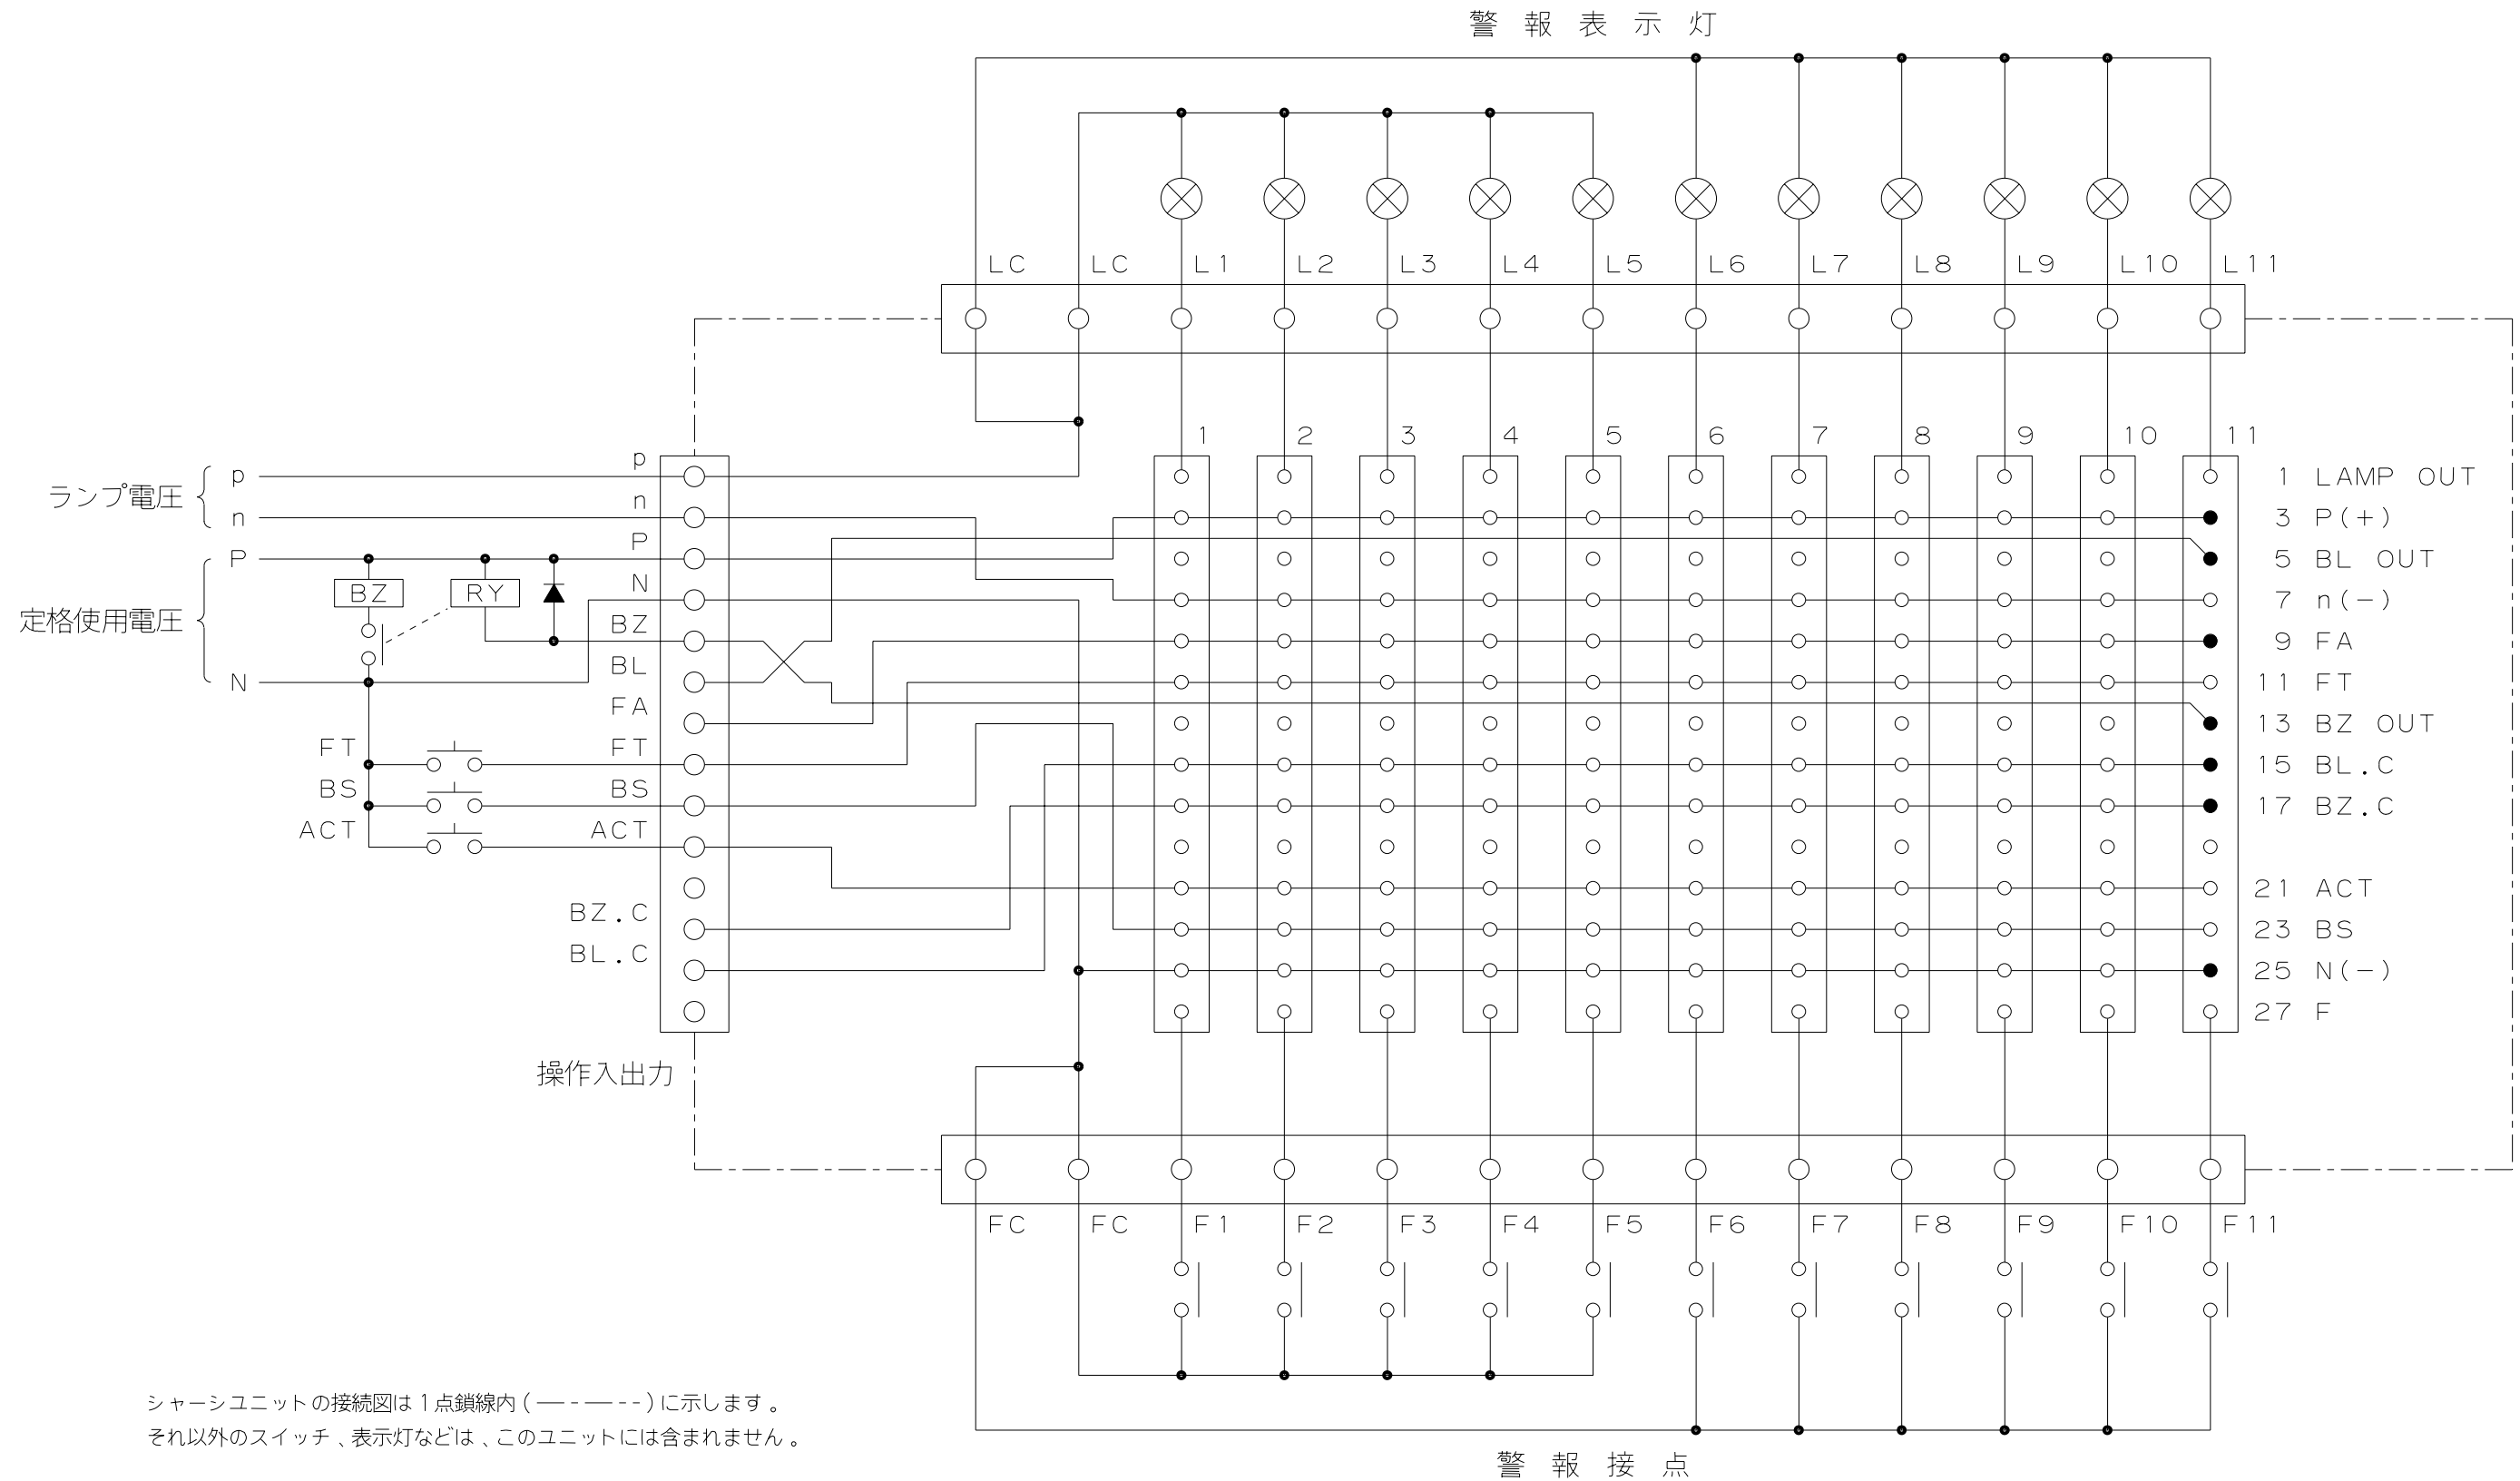 警報表示灯
LC LC L1 L2 L3 L4 L5 L6 L7 L8 L9 L10 L11
1 2 3 4 5 6 7 8 9 10 11
ランプ電圧
p
n
定格使用電圧
P
N
BZ
RY
FT
BS
ACT
p
n
P
N
BZ
BL
FA
FT
BS
ACT
BZ.C
BL.C
操作入出力
1 LAMP OUT
3 P(+)
5 BL OUT
7 n(-)
9 FA
11 FT
13 BZ OUT
15 BL.C
17 BZ.C
21 ACT
23 BS
25 N(-)
27 F
FC FC F1 F2 F3 F4 F5 F6 F7 F8 F9 F10 F11
シャーシユニットの接続図は1点鎖線内(—-—--)に示します。
それ以外のスイッチ、表示灯などは、このユニットには含まれません。
警報接点